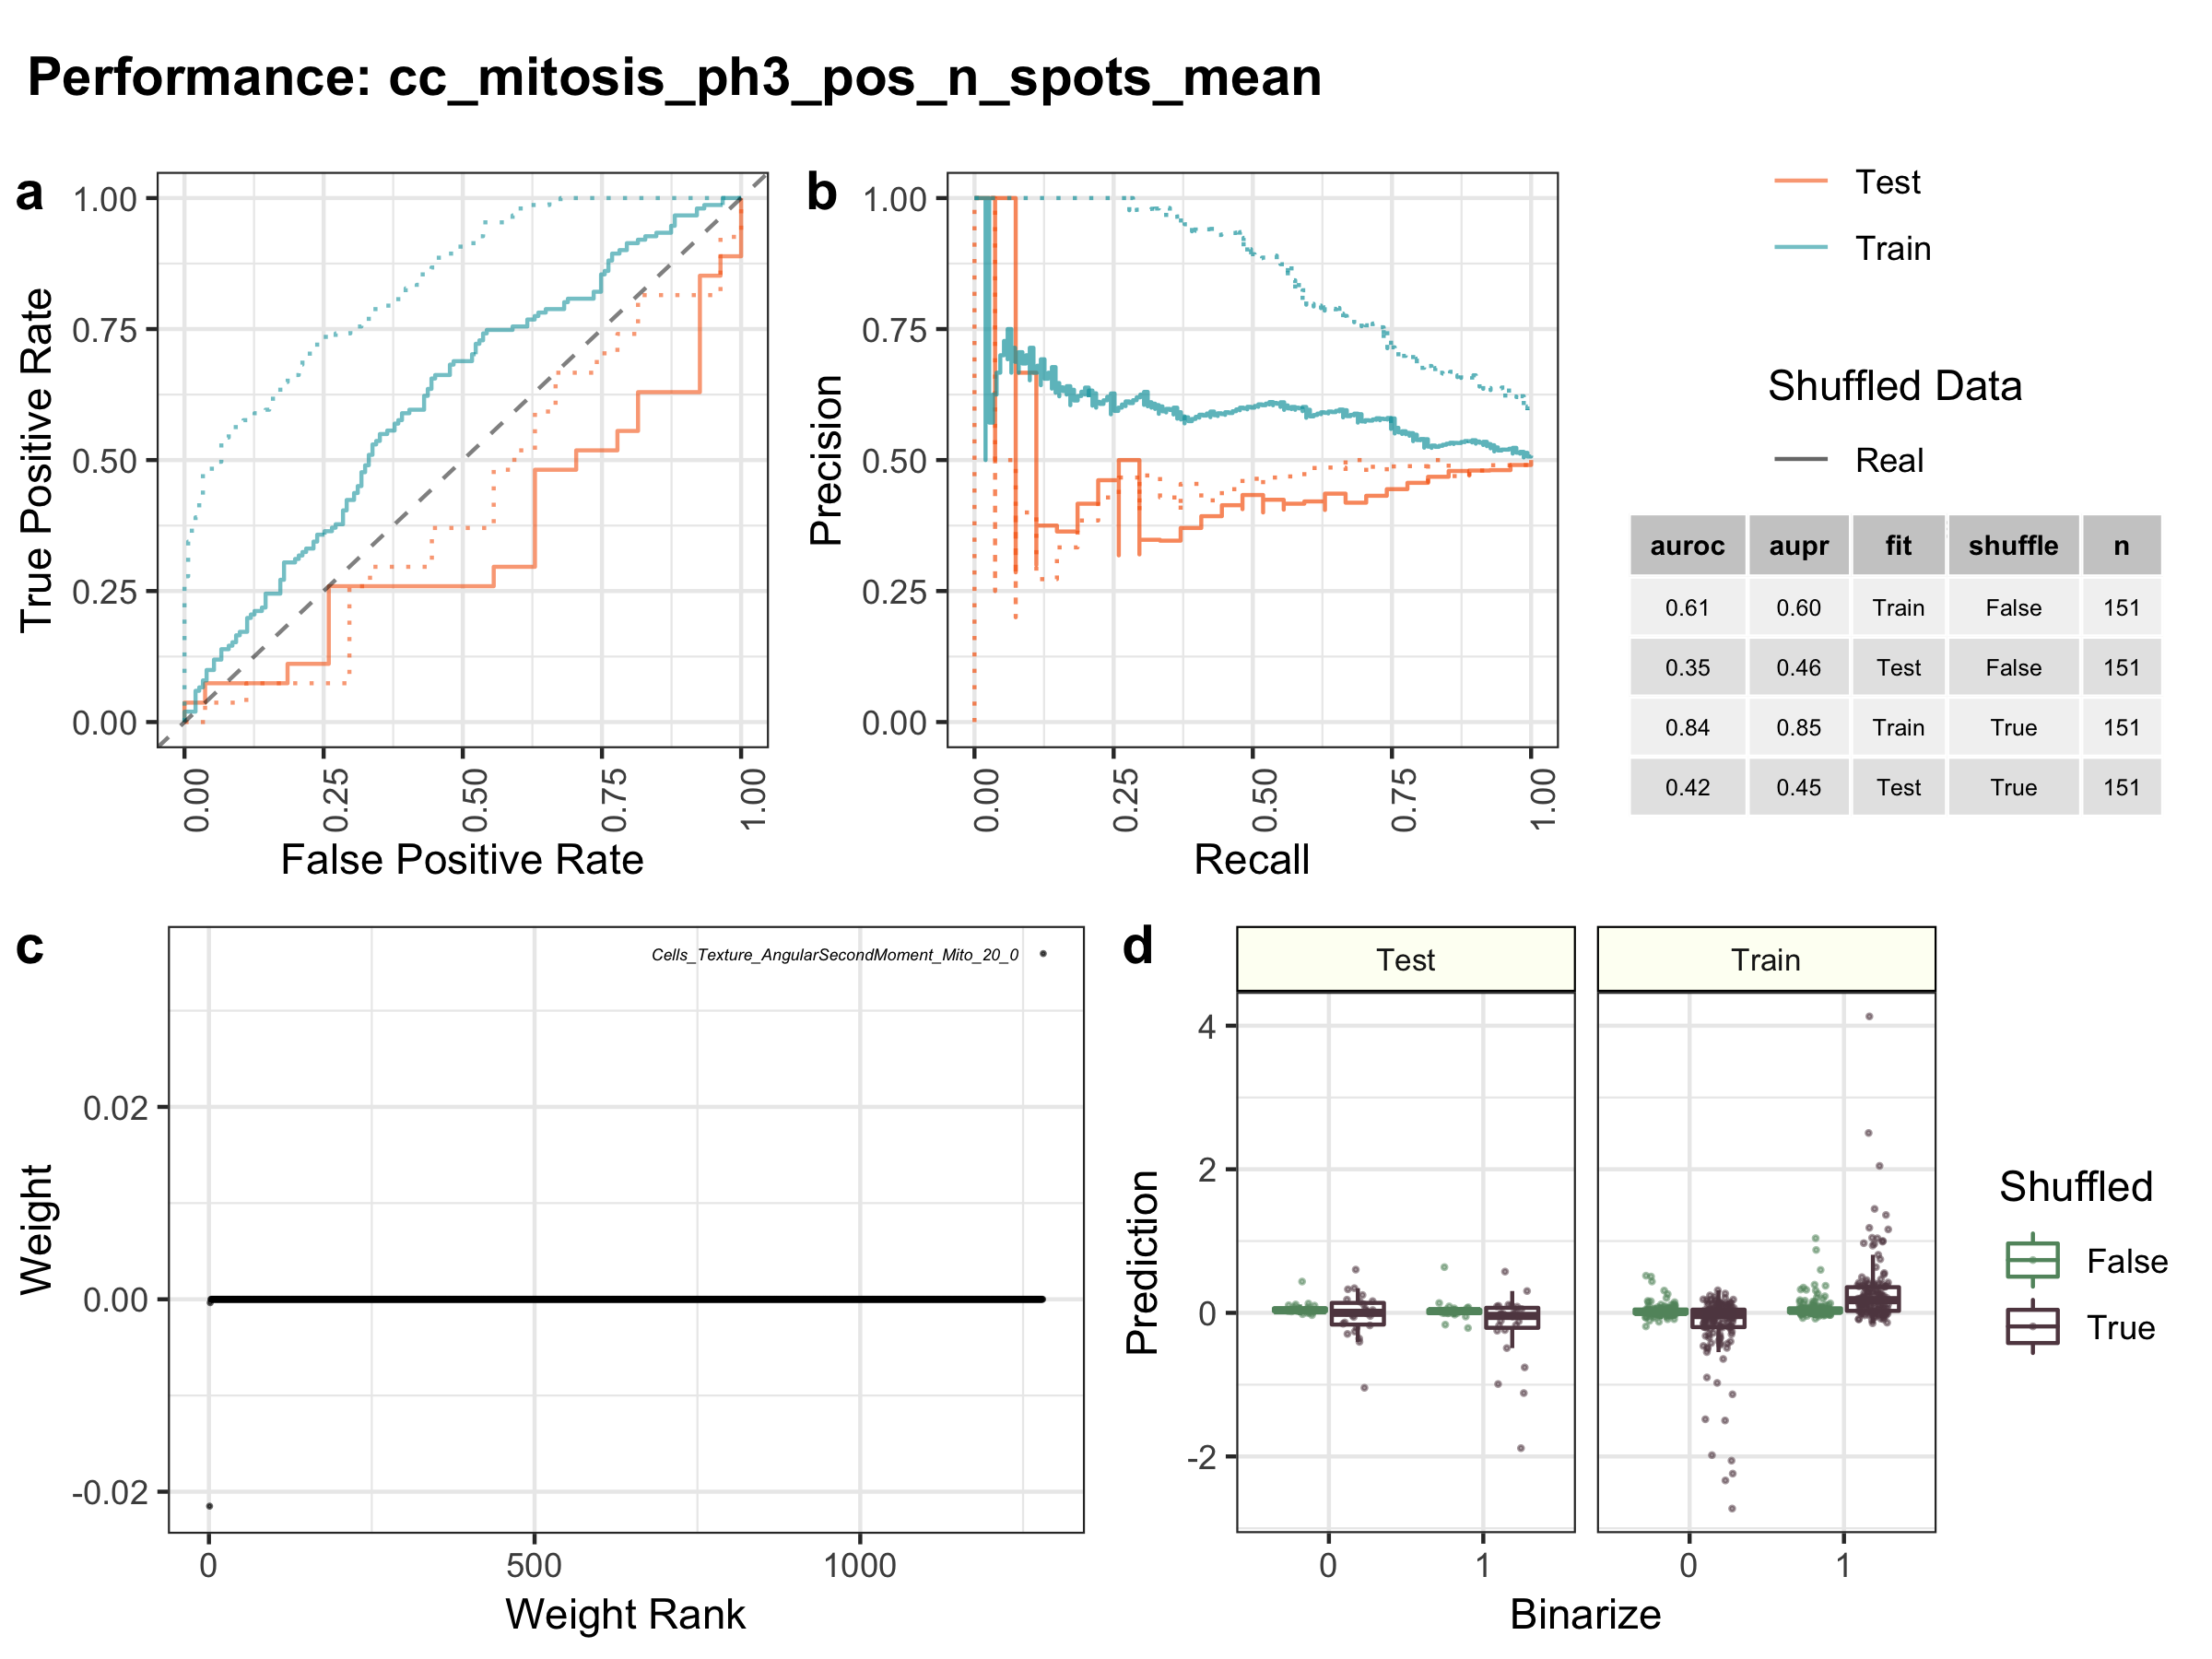 Performance: cc_mitosis_ph3_pos_n_spots_mean
a
1.00
0.75
0.50
0.25
0.00
True Positive Rate
0.00 0.25 0.50 0.75 1.00
False Positive Rate
b
1.00
0.75
0.50
0.25
0.00
Precision
0.00 0.25 0.50 0.75 1.00
Recall
Test
Train
Shuffled Data
Real
auroc aupr fit shuffle n
0.61 0.60 Train False 151
0.35 0.46 Test False 151
0.84 0.85 Train True 151
0.42 0.45 Test True 151
c
Cells_Texture_AngularSecondMoment_Mito_20_0
0.02
0.00
-0.02
Weight
0 500 1000
Weight Rank
d
Test Train
4
2
0
-2
Prediction
0 1 0 1
Binarize
Shuffled
False
True